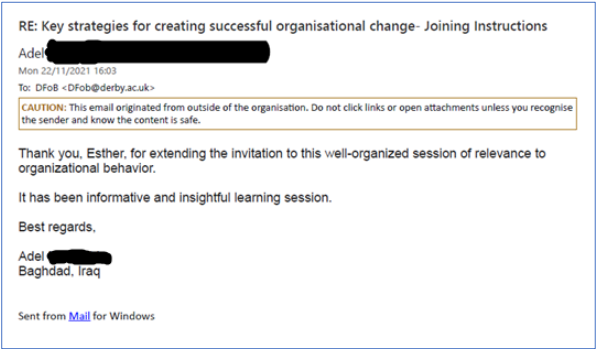 RE: Key strategies for creating successful organisational change- Joining Instructions
Adel
Mon 22/11/2021 16:03
To: DFoB <DFob@derby.ac.uk>
CAUTION: This email originated from outside of the organisation. Do not click links or open attachments unless you recognise
the sender and know the content is safe.
Thank you, Esther, for extending the invitation to this well-organized session of relevance to
organizational behavior.
It has been informative and insightful learning session.
Best regards,
Adel
Baghdad, Iraq
Sent from Mail for Windows